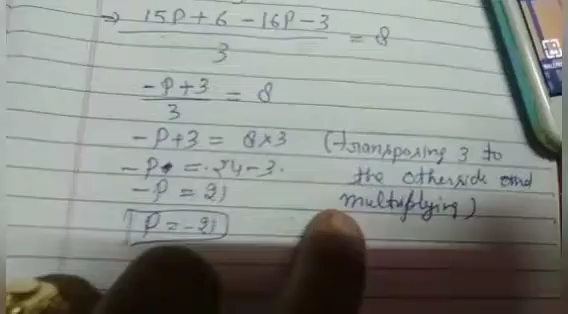 ⇒ 15P+6-16P-3
3 = 8
-P+3
3 = 8
-P+3 = 8×3 (transposing 3 to
-P = 24-3. the otherside and
-P = 21 multiplying)
P = -21